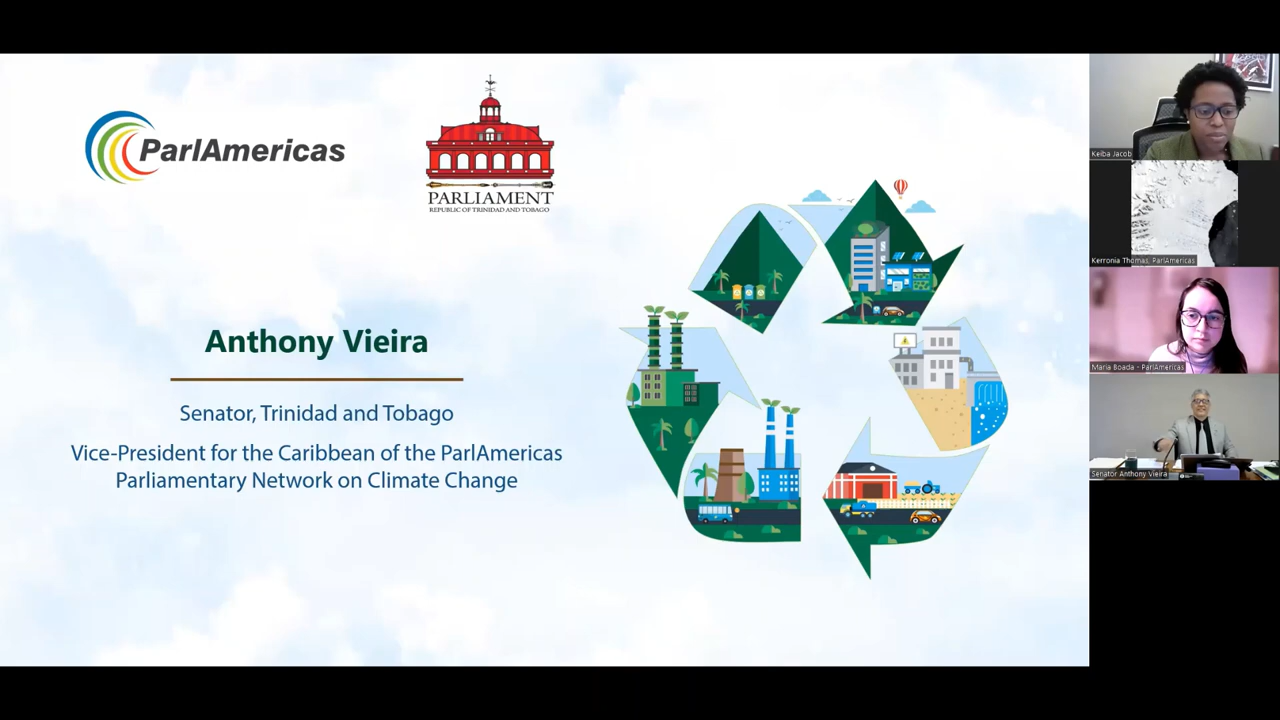 ParlAmericas
PARLIAMENT
REPUBLIC OF TRINIDAD AND TOBAGO
Anthony Vieira
Senator, Trinidad and Tobago
Vice-President for the Caribbean of the ParlAmericas
Parliamentary Network on Climate Change
Keiba Jacob
Kerronia Thomas, ParlAmericas
Maria Boada - ParlAmericas
Senator Anthony Vieira